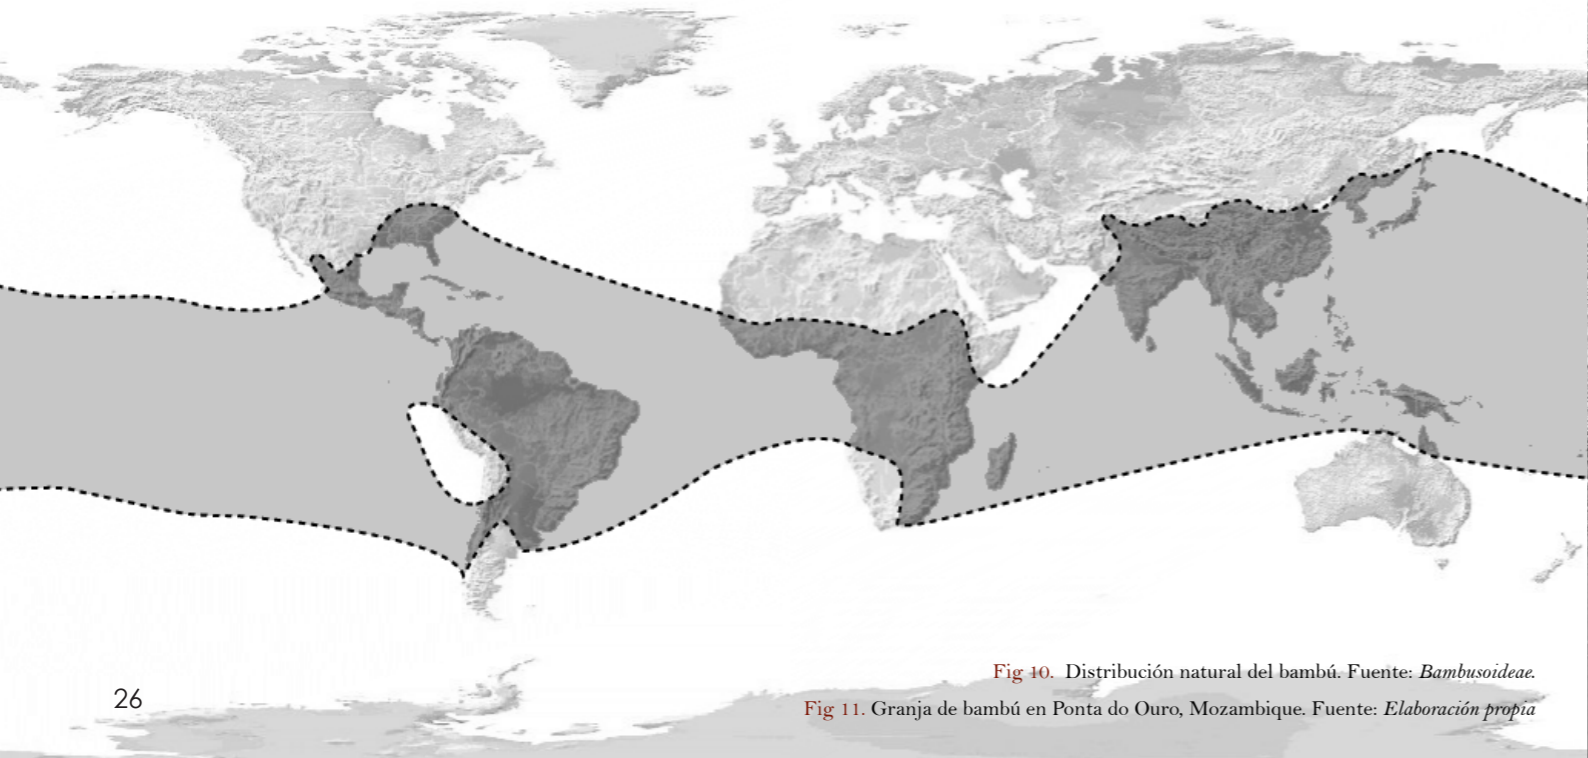 Fig 10. Distribución natural del bambú. Fuente: Bambusoideae.
26
Fig 11. Granja de bambú en Ponta do Ouro, Mozambique. Fuente: Elaboración propia